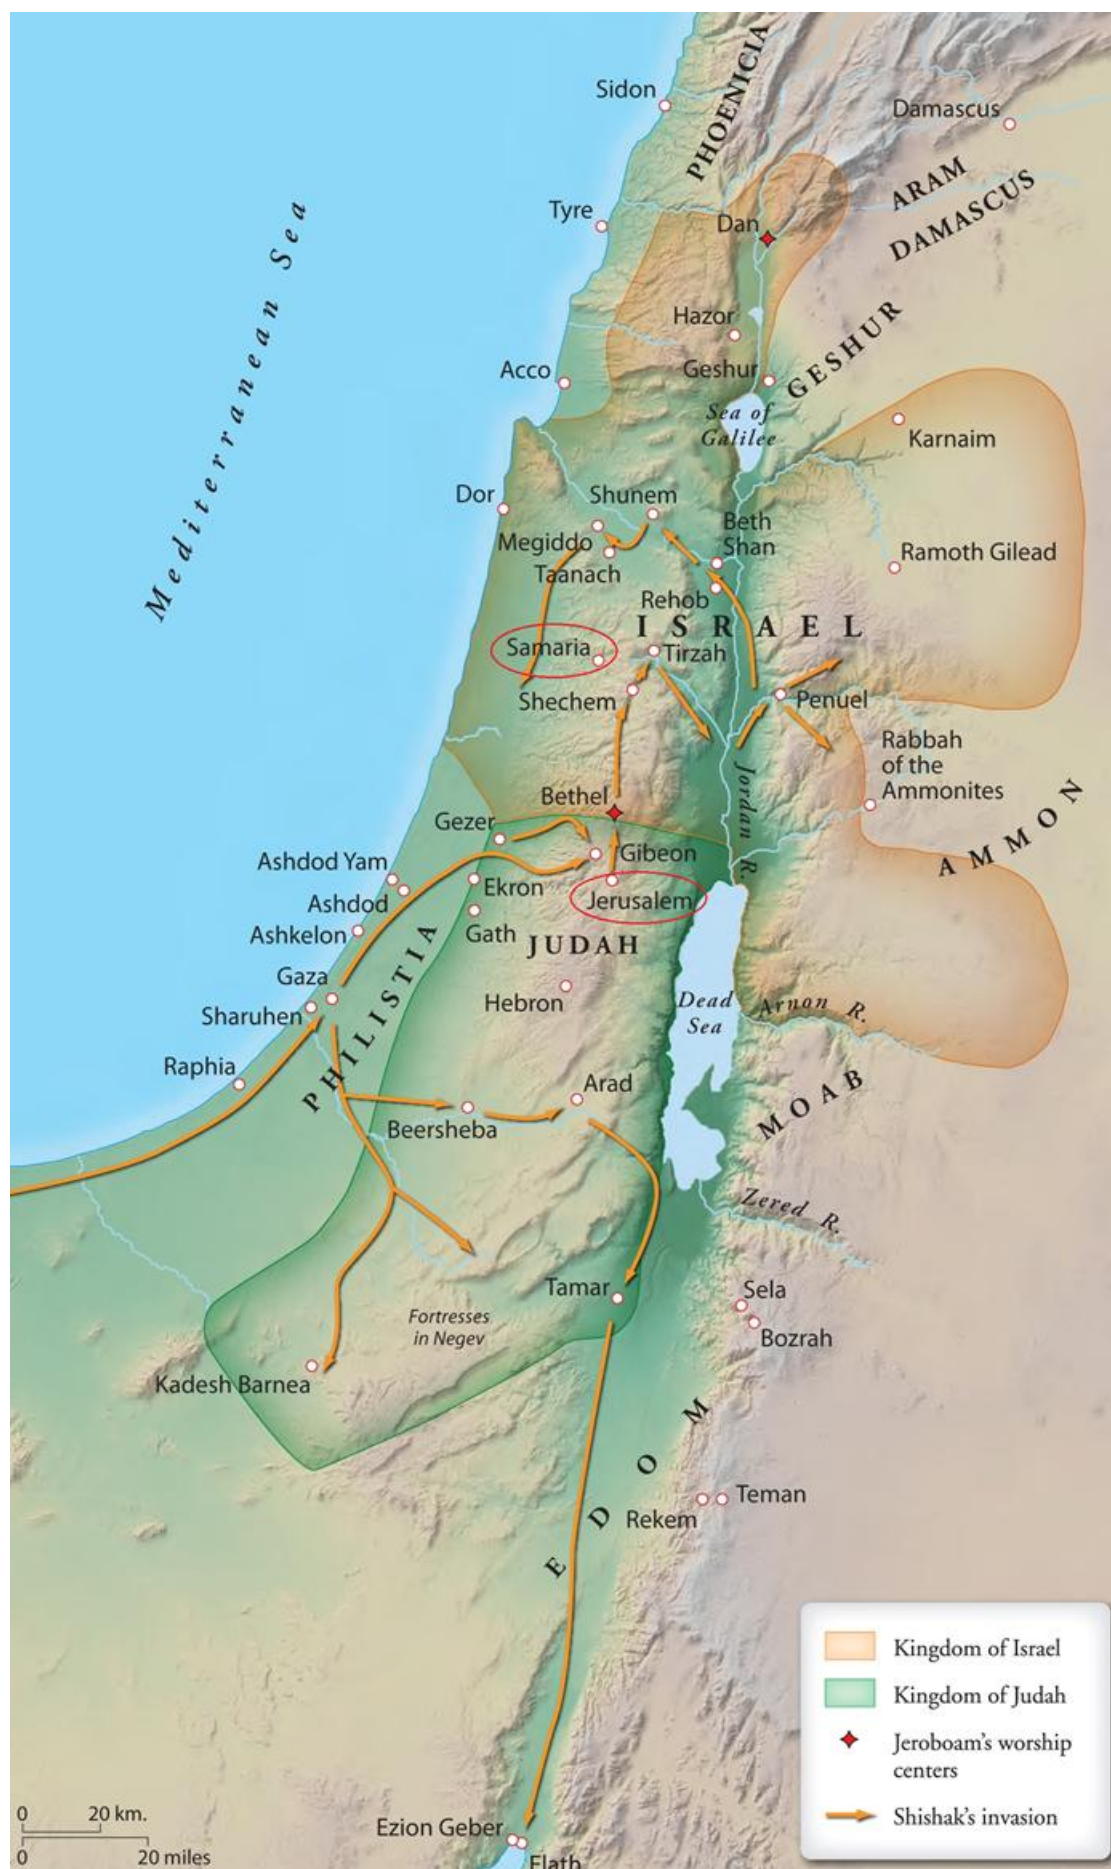 Sidon
PHOENICIA
Damascus
ARAM
DAMASCUS
Tyre
Dan
Mediterranean Sea
Hazor
GESHUR
Acco
Geshur
Sea of
Galilee
Karnaim
Dor
Shunem
Beth
Shan
Megiddo
Taanach
Ramoth Gilead
Rehob
ISRAEL
Samaria
Tirzah
Shechem
Penuel
Rabbah
of the
Ammonites
Jordan R.
Bethel
AMMON
Gezer
Gibeon
Ashdod Yam
Ekron
Ashdod
Jerusalem
Ashkelon
Gath
JUDAH
Gaza
Hebron
Dead
Sea
Arnon R.
Sharuhen
PHILISTIA
Raphia
Arad
MOAB
Beersheba
Zered R.
Tamar
Sela
Fortresses
in Negev
Bozrah
Kadesh Barnea
EDOM
Teman
Rekem
Kingdom of Israel
Kingdom of Judah
Jeroboam's worship
centers
Shishak's invasion
0 20 km.
0 20 miles
Ezion Geber
Elath